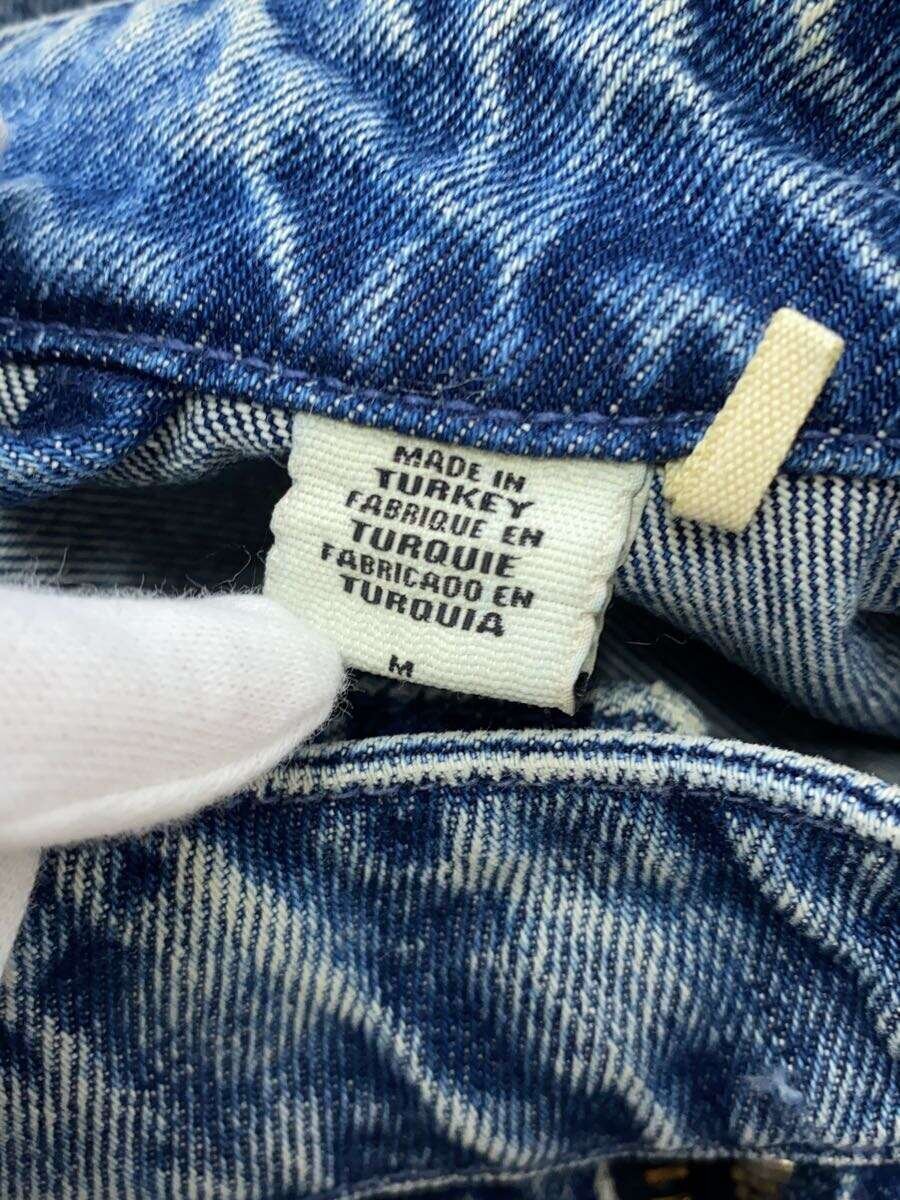 MADE IN
TURKEY
FABRIQUE EN
TURQUIE
FABRICADO EN
TURQUIA
M